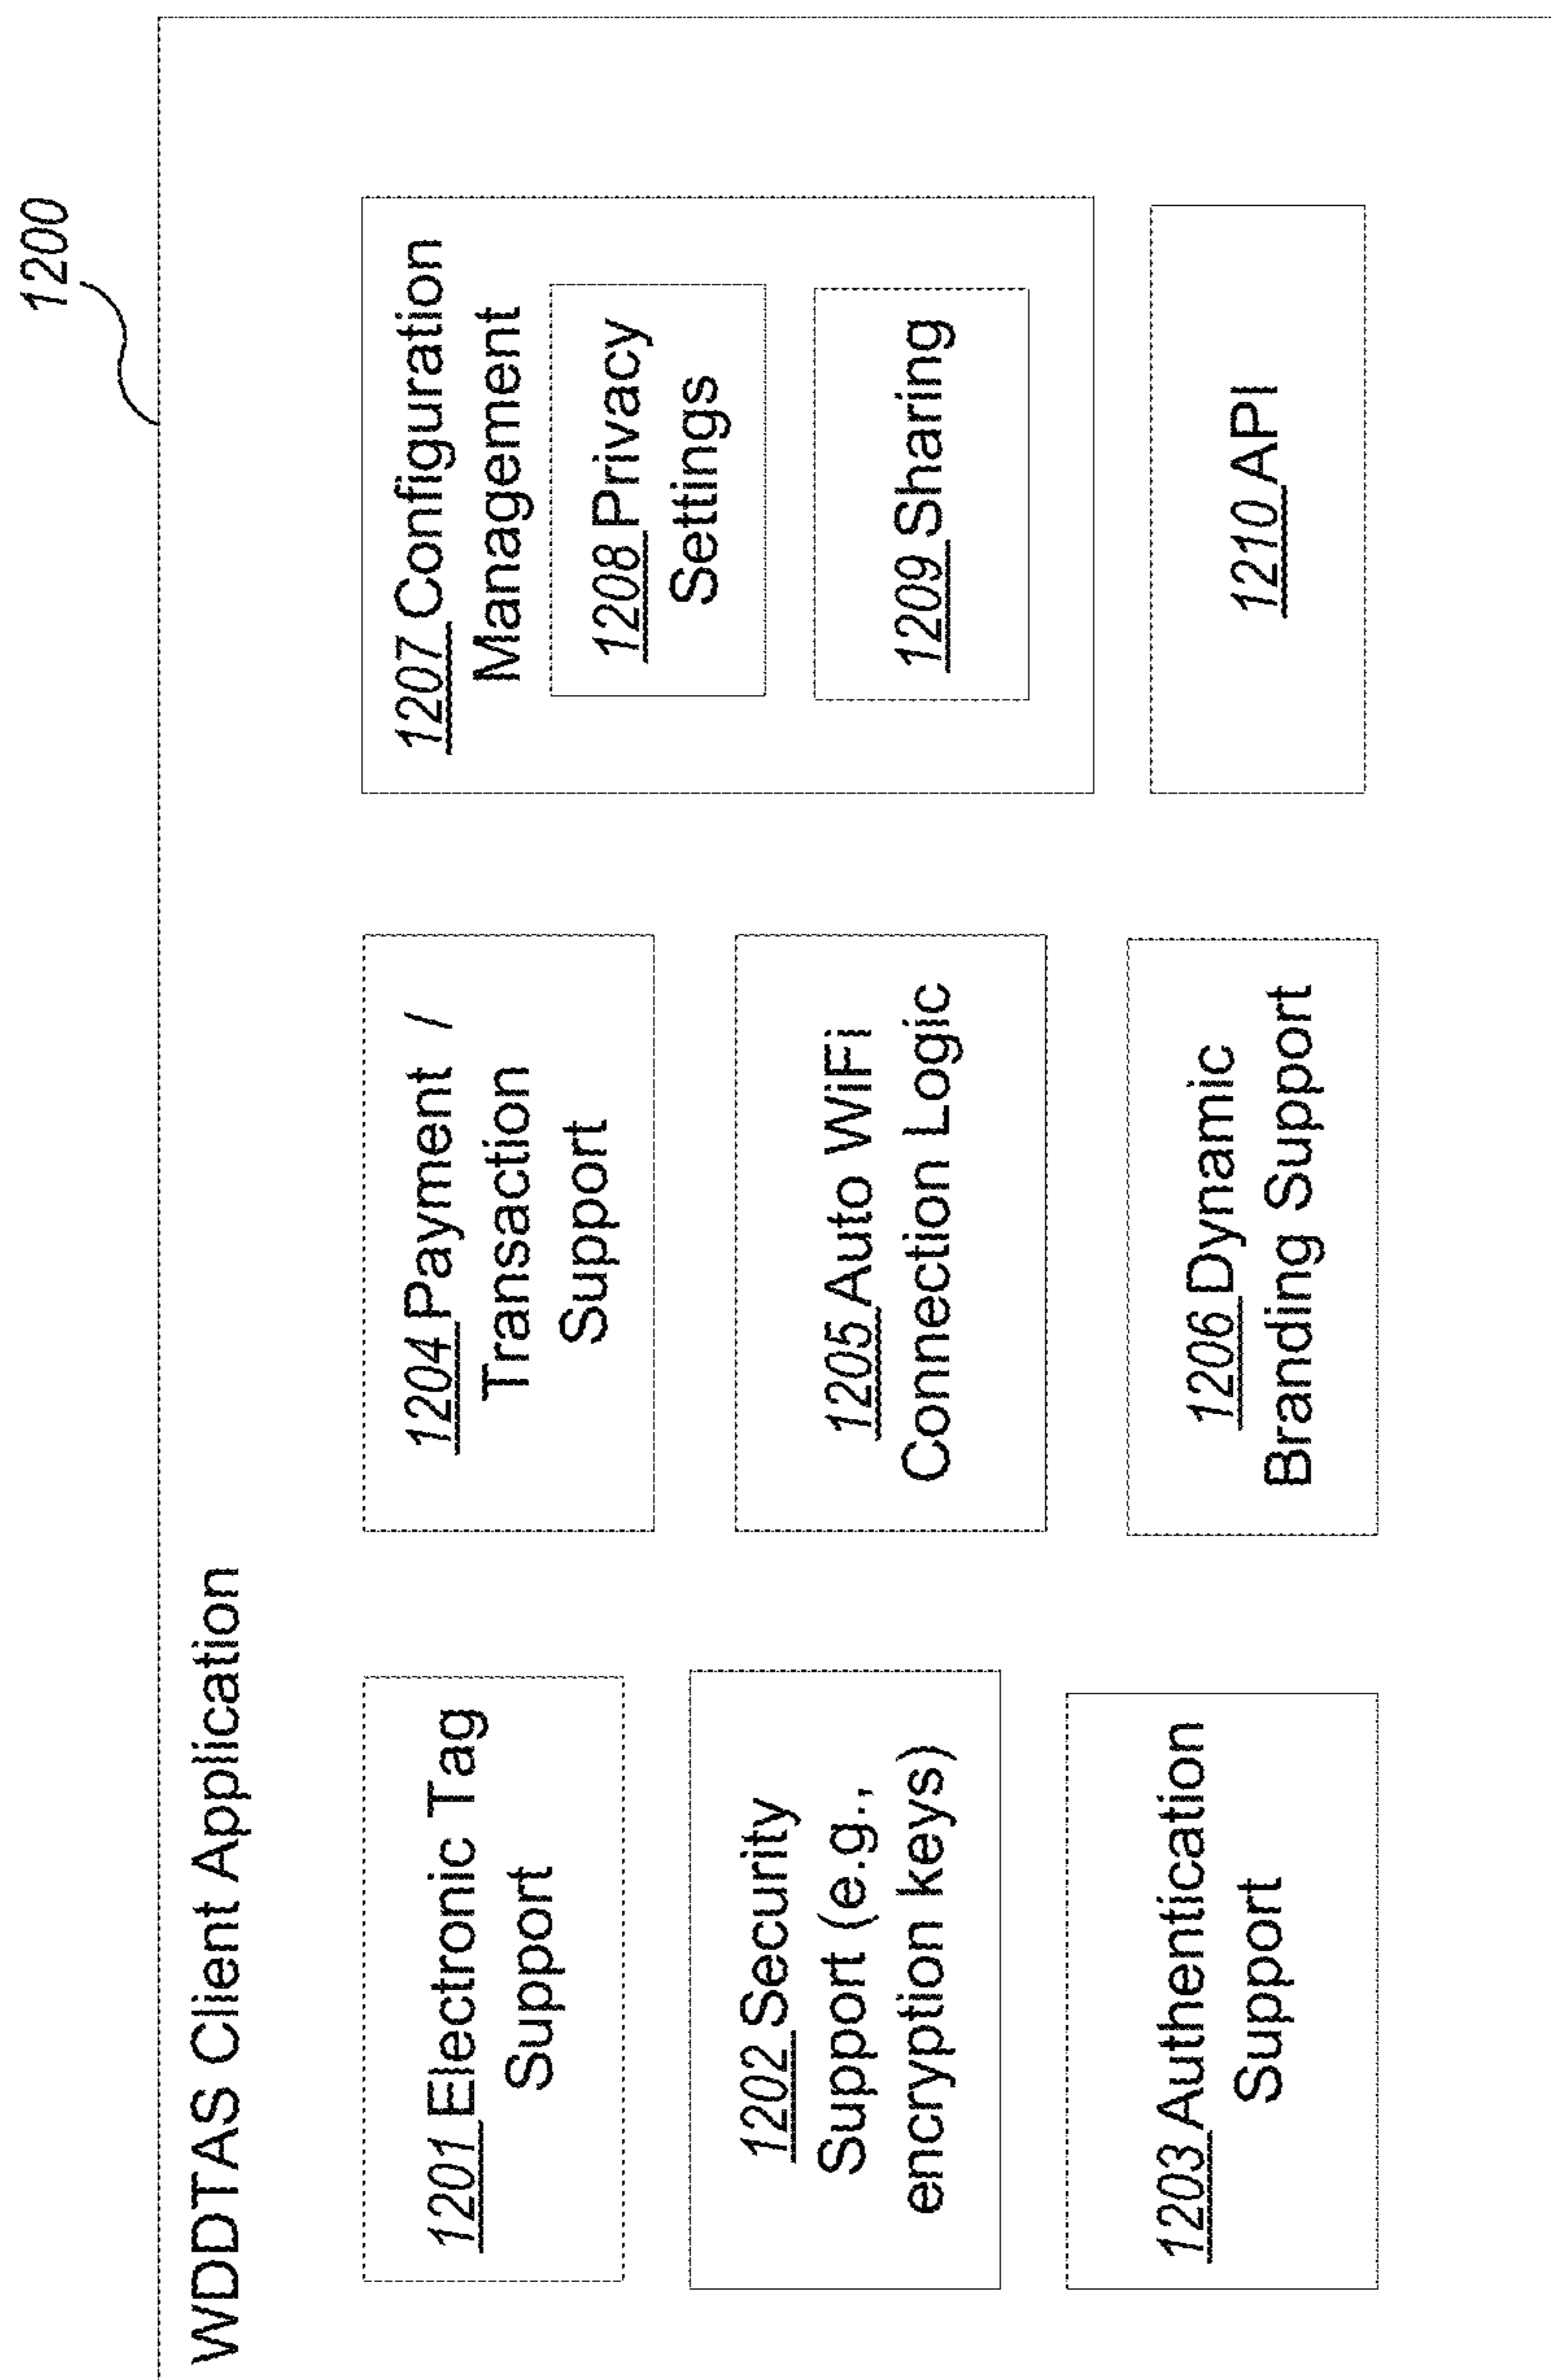 1200
WDDTAS Client Application
1201 Electronic Tag
Support
1202 Security
Support (e.g.,
encryption keys)
1203 Authentication
Support
1204 Payment /
Transaction
Support
1205 Auto WiFi
Connection Logic
1206 Dynamic
Branding Support
1207 Configuration
Management
1208 Privacy
Settings
1209 Sharing
1210 API